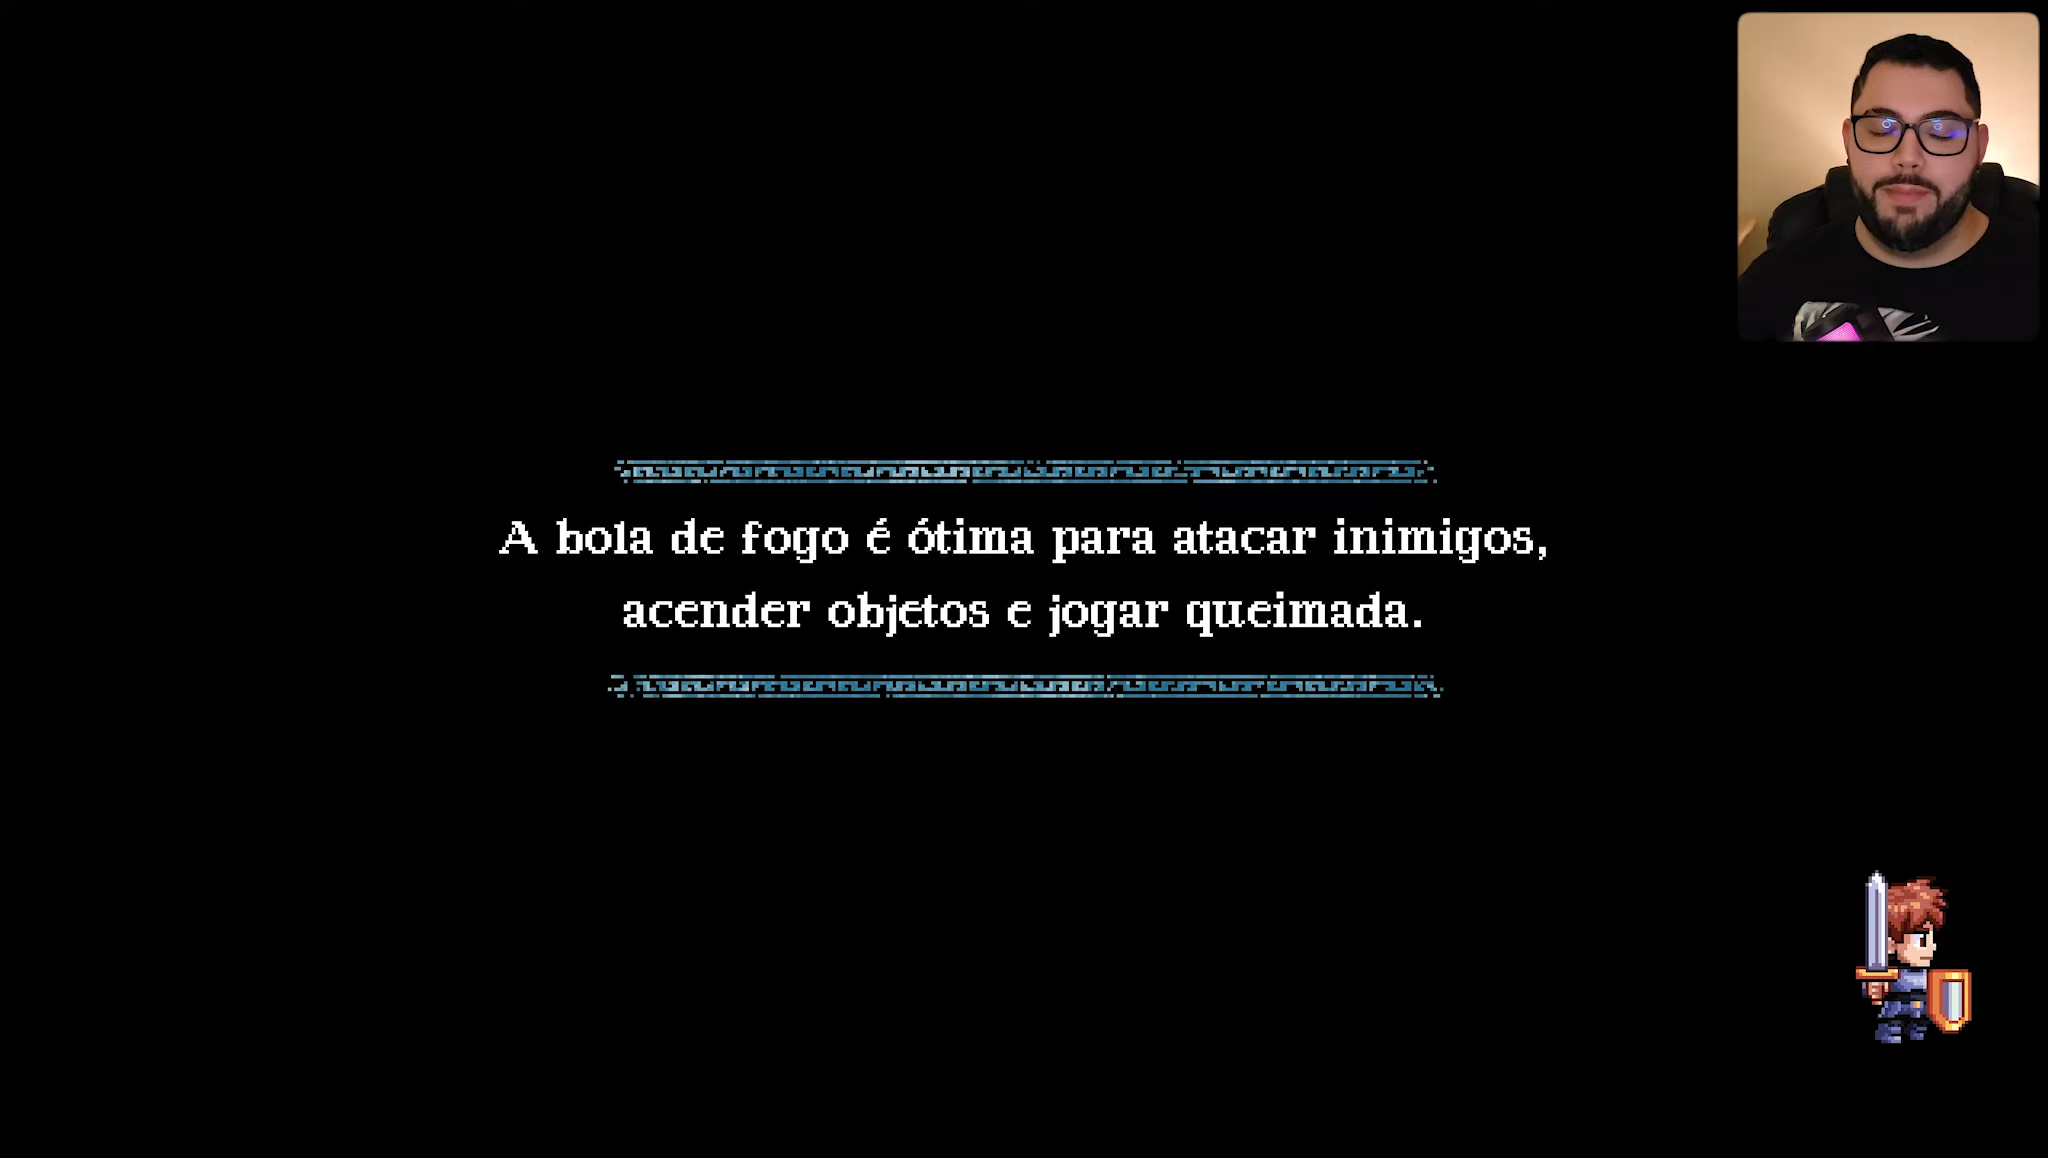 A bola de fogo é ótima para atacar inimigos,
acender objetos e jogar queimada.